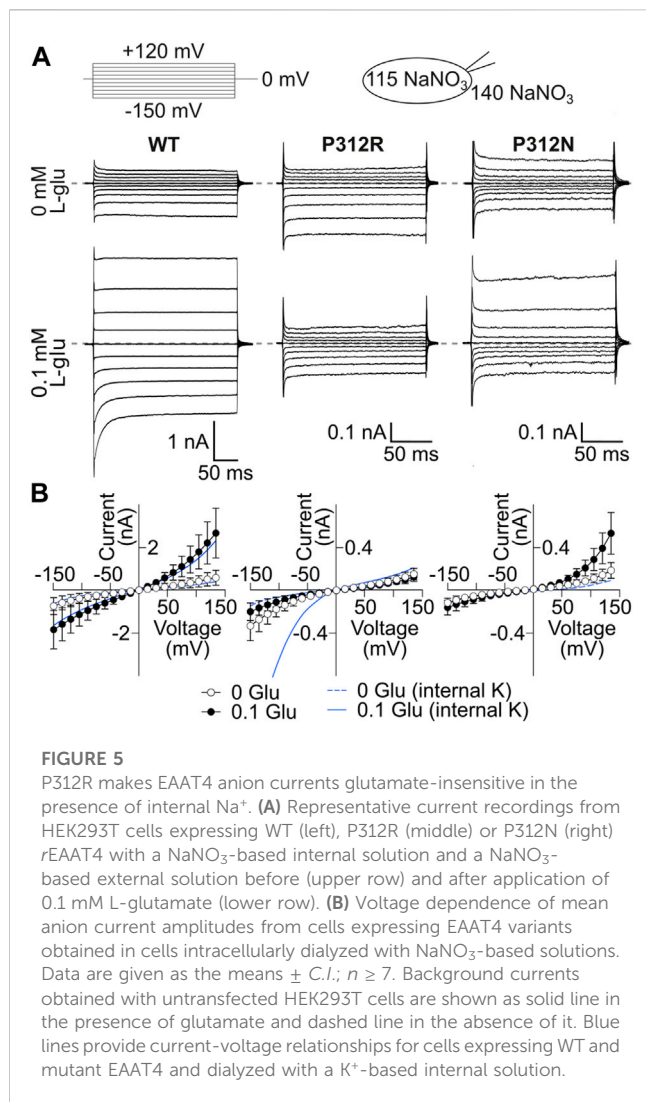 A
+120 mV
0 mV
-150 mV
115 NaNO₃
140 NaNO₃
WT
P312R
P312N
0 mM
L-glu
0.1 mM
L-glu
1 nA
50 ms
0.1 nA
50 ms
0.1 nA
50 ms
B
Current
(nA)
2
-150
-50
50
150
-2
Voltage
(mV)
Current
(nA)
0.4
-150
-50
50
150
-0.4
Voltage
(mV)
Current
(nA)
0.4
-150
-50
50
150
-0.4
Voltage
(mV)
0 Glu
0.1 Glu
0 Glu (internal K)
0.1 Glu (internal K)
FIGURE 5
P312R makes EAAT4 anion currents glutamate-insensitive in the
presence of internal Na⁺. (A) Representative current recordings from
HEK293T cells expressing WT (left), P312R (middle) or P312N (right)
rEAAT4 with a NaNO₃-based internal solution and a NaNO₃-
based external solution before (upper row) and after application of
0.1 mM L-glutamate (lower row). (B) Voltage dependence of mean
anion current amplitudes from cells expressing EAAT4 variants
obtained in cells intracellularly dialyzed with NaNO₃-based solutions.
Data are given as the means ± C.I.; n ≥ 7. Background currents
obtained with untransfected HEK293T cells are shown as solid line in
the presence of glutamate and dashed line in the absence of it. Blue
lines provide current-voltage relationships for cells expressing WT and
mutant EAAT4 and dialyzed with a K⁺-based internal solution.